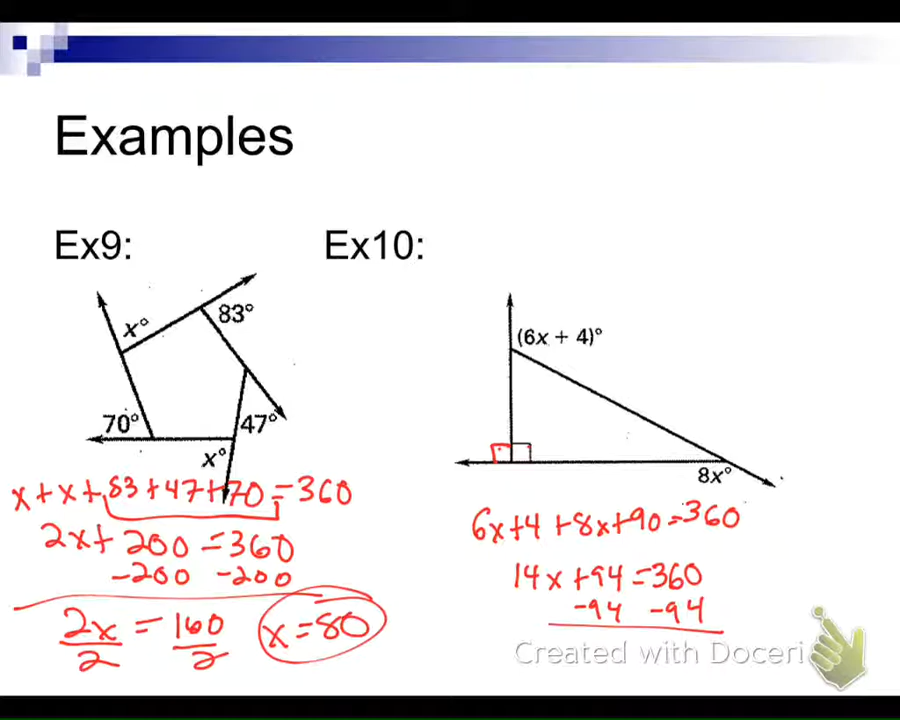 Examples
Ex9:
Ex10:
x°
83°
70°
47°
x°
(6x + 4)°
8x°
x+x+83+47+70=360
2x+200=360
-200 -200
2x = 160
2 2
x=80
6x+4+8x+90=360
14x+94=360
-94 -94
Created with Doceri